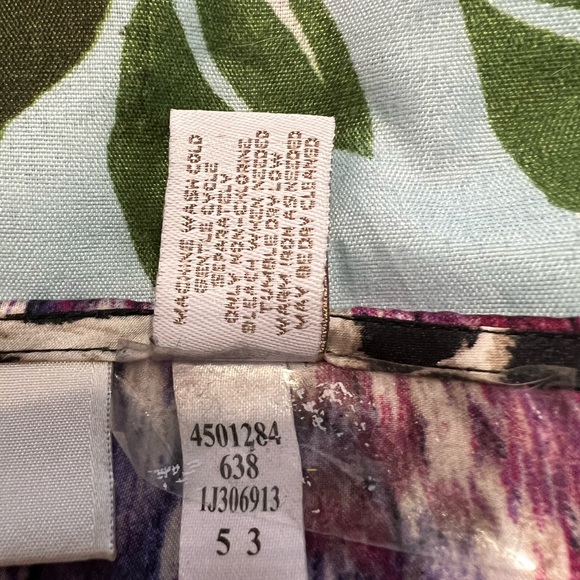 MACHINE WASH COLD
GENTLE CYCLE
SEPARATELY
ONLY NON-CHLORINE
BLEACH WHEN NEEDED
TUMBLE DRY LOW
WARM IRON AS NEEDED
MAY BE DRY CLEANED
4501284
638
1J306913
5 3